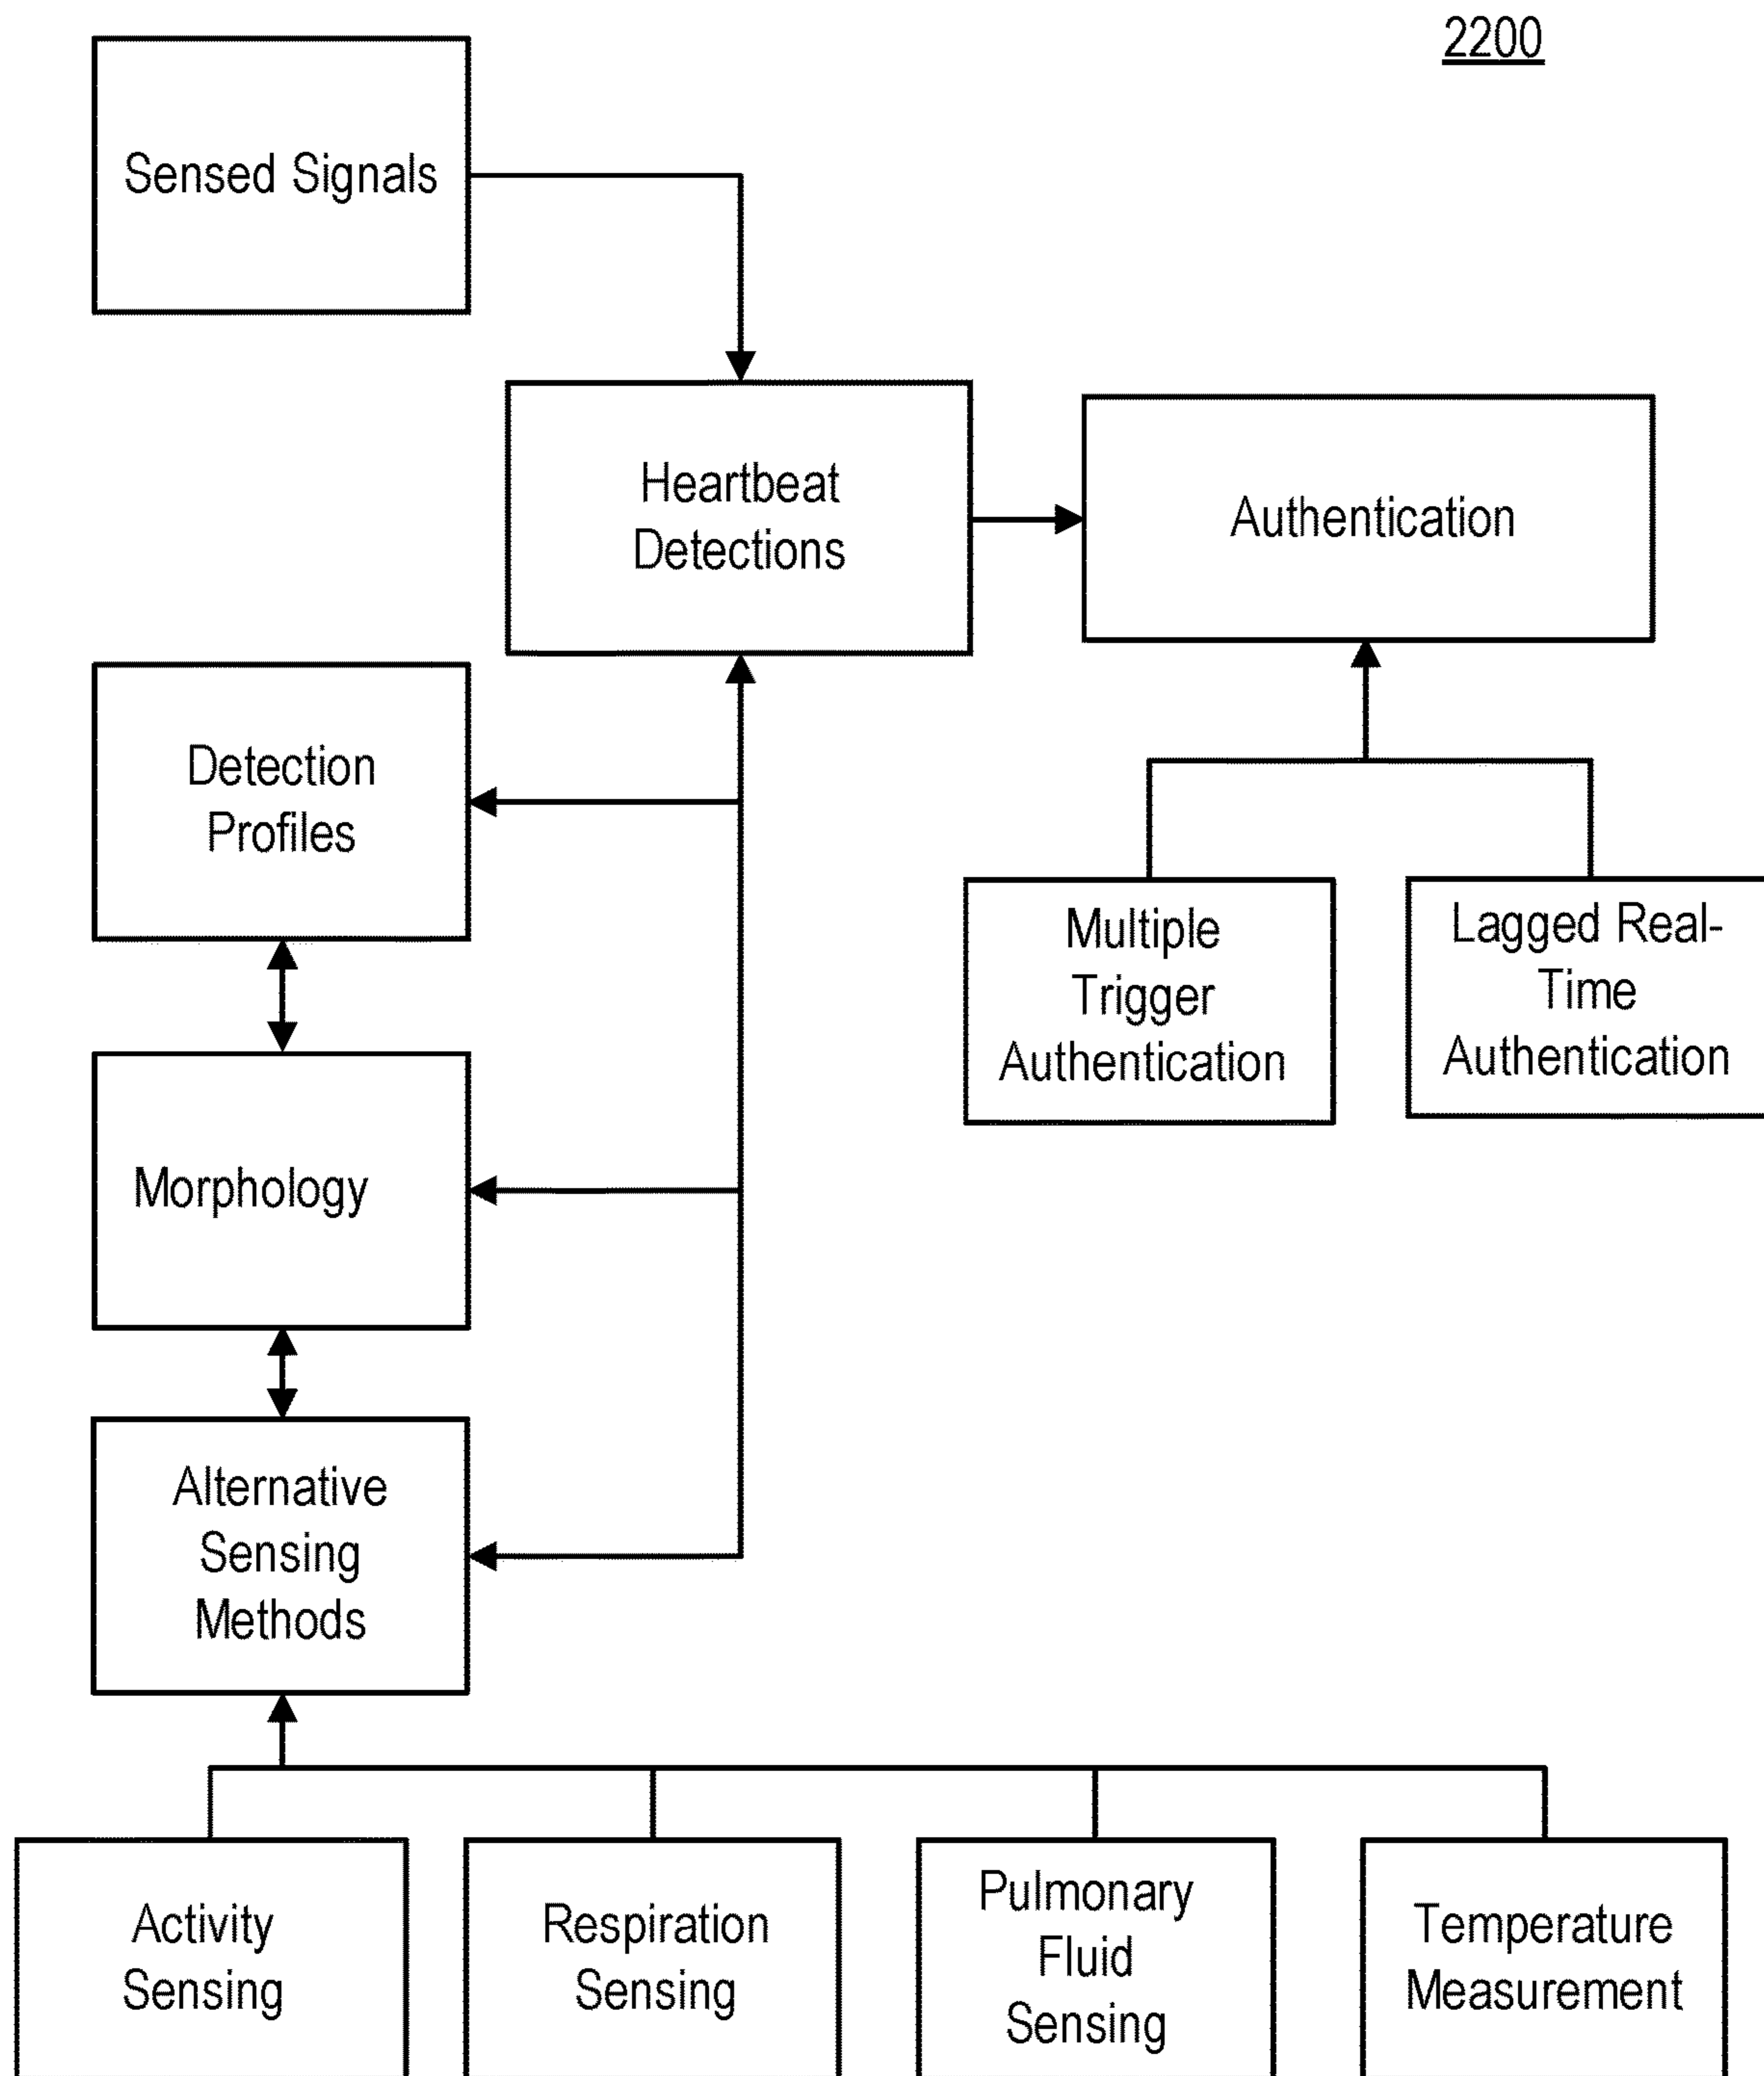 2200
Sensed Signals
Heartbeat
Detections
Authentication
Detection
Profiles
Multiple
Trigger
Authentication
Lagged Real-
Time
Authentication
Morphology
Alternative
Sensing
Methods
Activity
Sensing
Respiration
Sensing
Pulmonary
Fluid
Sensing
Temperature
Measurement